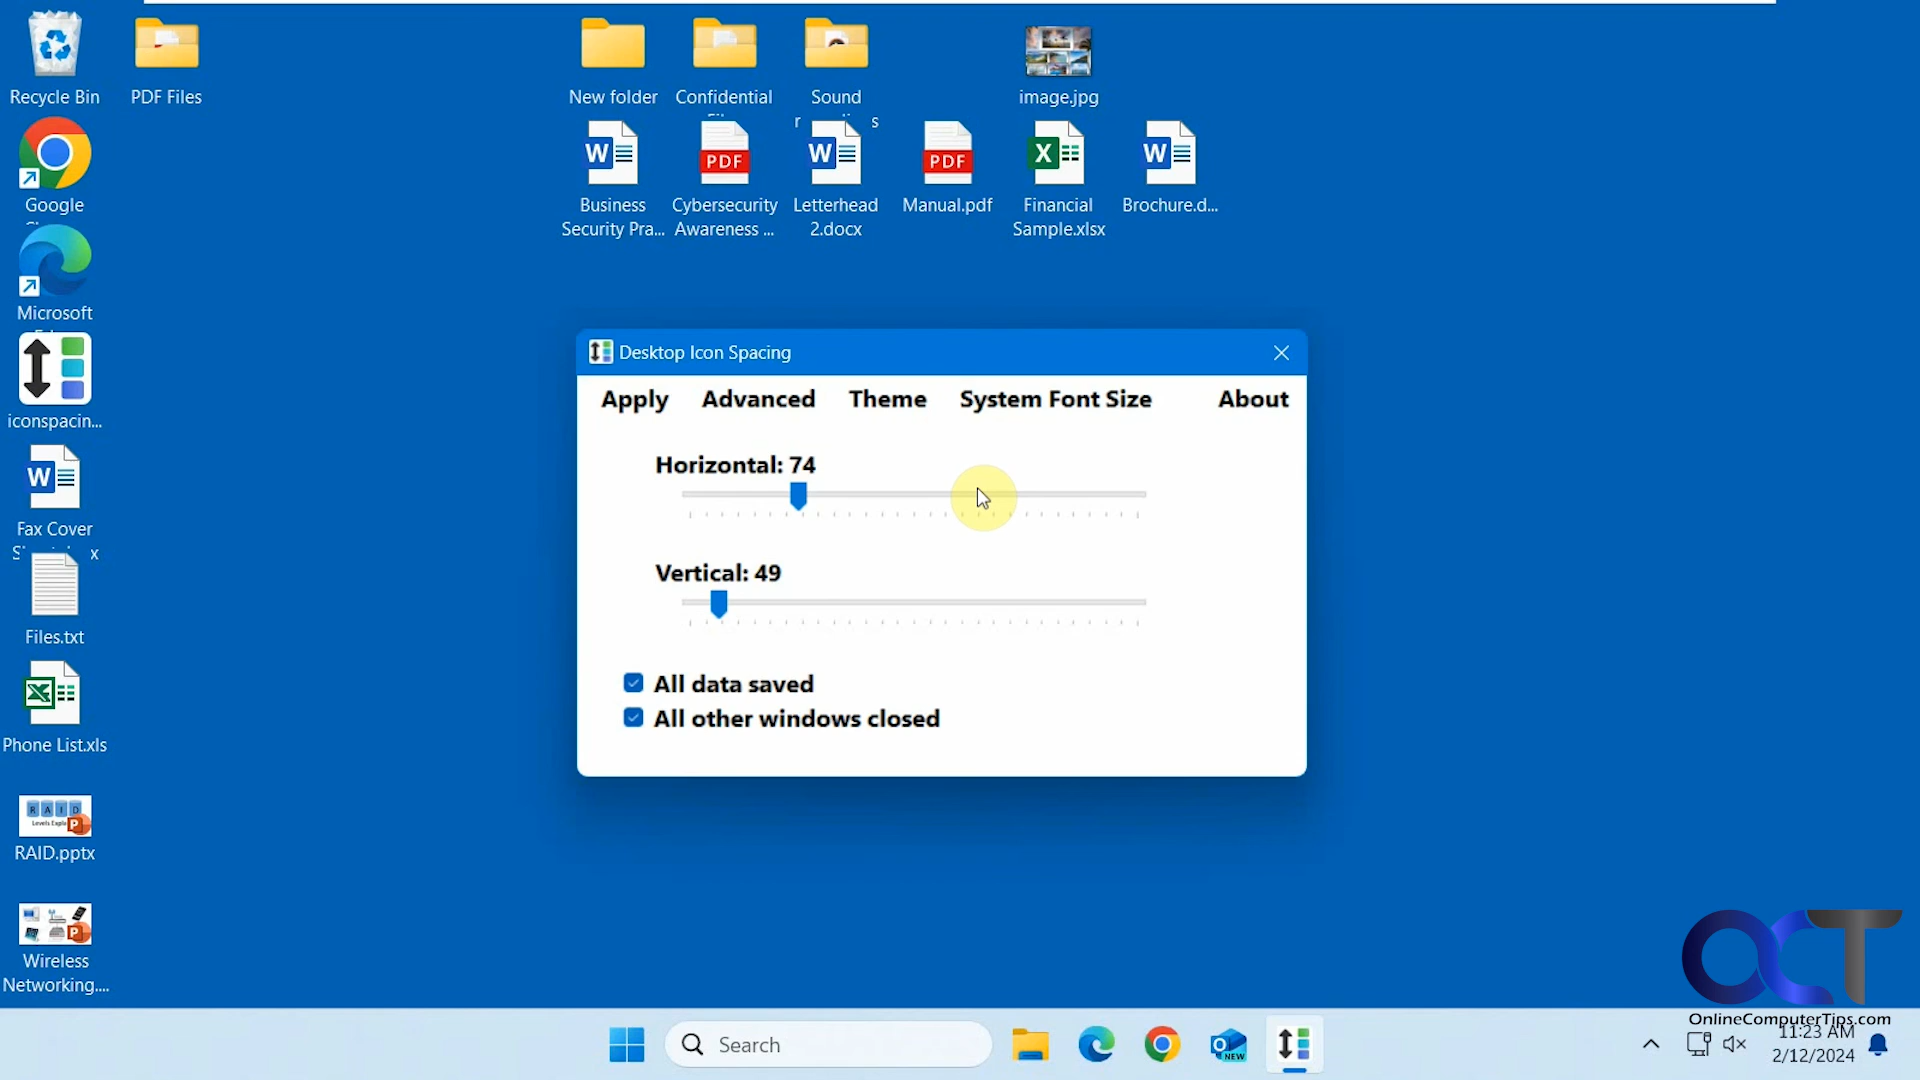 Recycle Bin
PDF Files
New folder
Confidential
Sound
image.jpg
Google
Business
Security Pra...
Cybersecurity
Awareness ...
Letterhead
2.docx
Manual.pdf
Financial
Sample.xlsx
Brochure.d...
PDF
PDF
Microsoft
iconspacin...
Fax Cover
Files.txt
Phone List.xls
RAID
RAID.pptx
Wireless
Networking....
Desktop Icon Spacing
Apply
Advanced
Theme
System Font Size
About
Horizontal: 74
Vertical: 49
All data saved
All other windows closed
OCT
OnlineComputerTips.com
Search
NEW
11:23 AM
2/12/2024